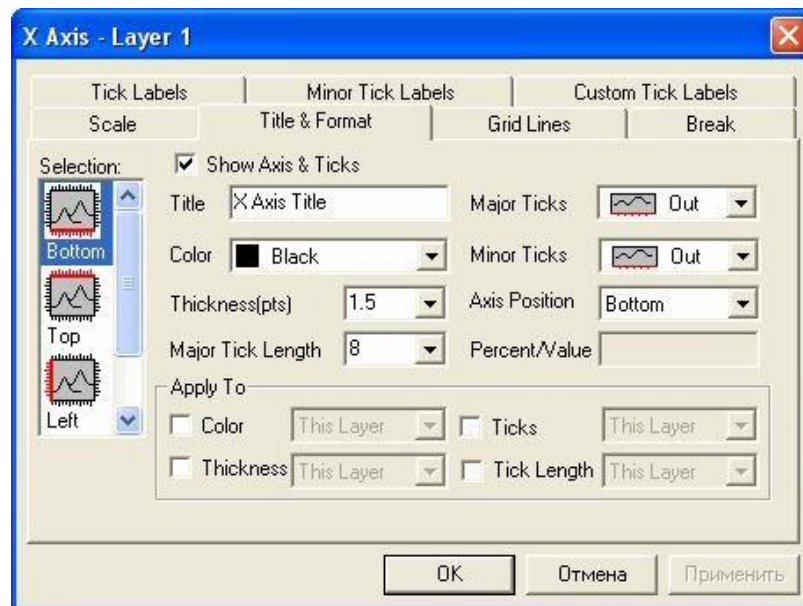 X Axis - Layer 1
Tick Labels
Minor Tick Labels
Custom Tick Labels
Scale
Title & Format
Grid Lines
Break
Selection:
Bottom
Top
Left
Show Axis & Ticks
Title X Axis Title
Major Ticks Out
Color Black
Minor Ticks Out
Thickness(pts) 1.5
Axis Position Bottom
Major Tick Length 8
Percent/Value
Apply To
Color This Layer
Ticks This Layer
Thickness This Layer
Tick Length This Layer
OK
Отмена
Применить